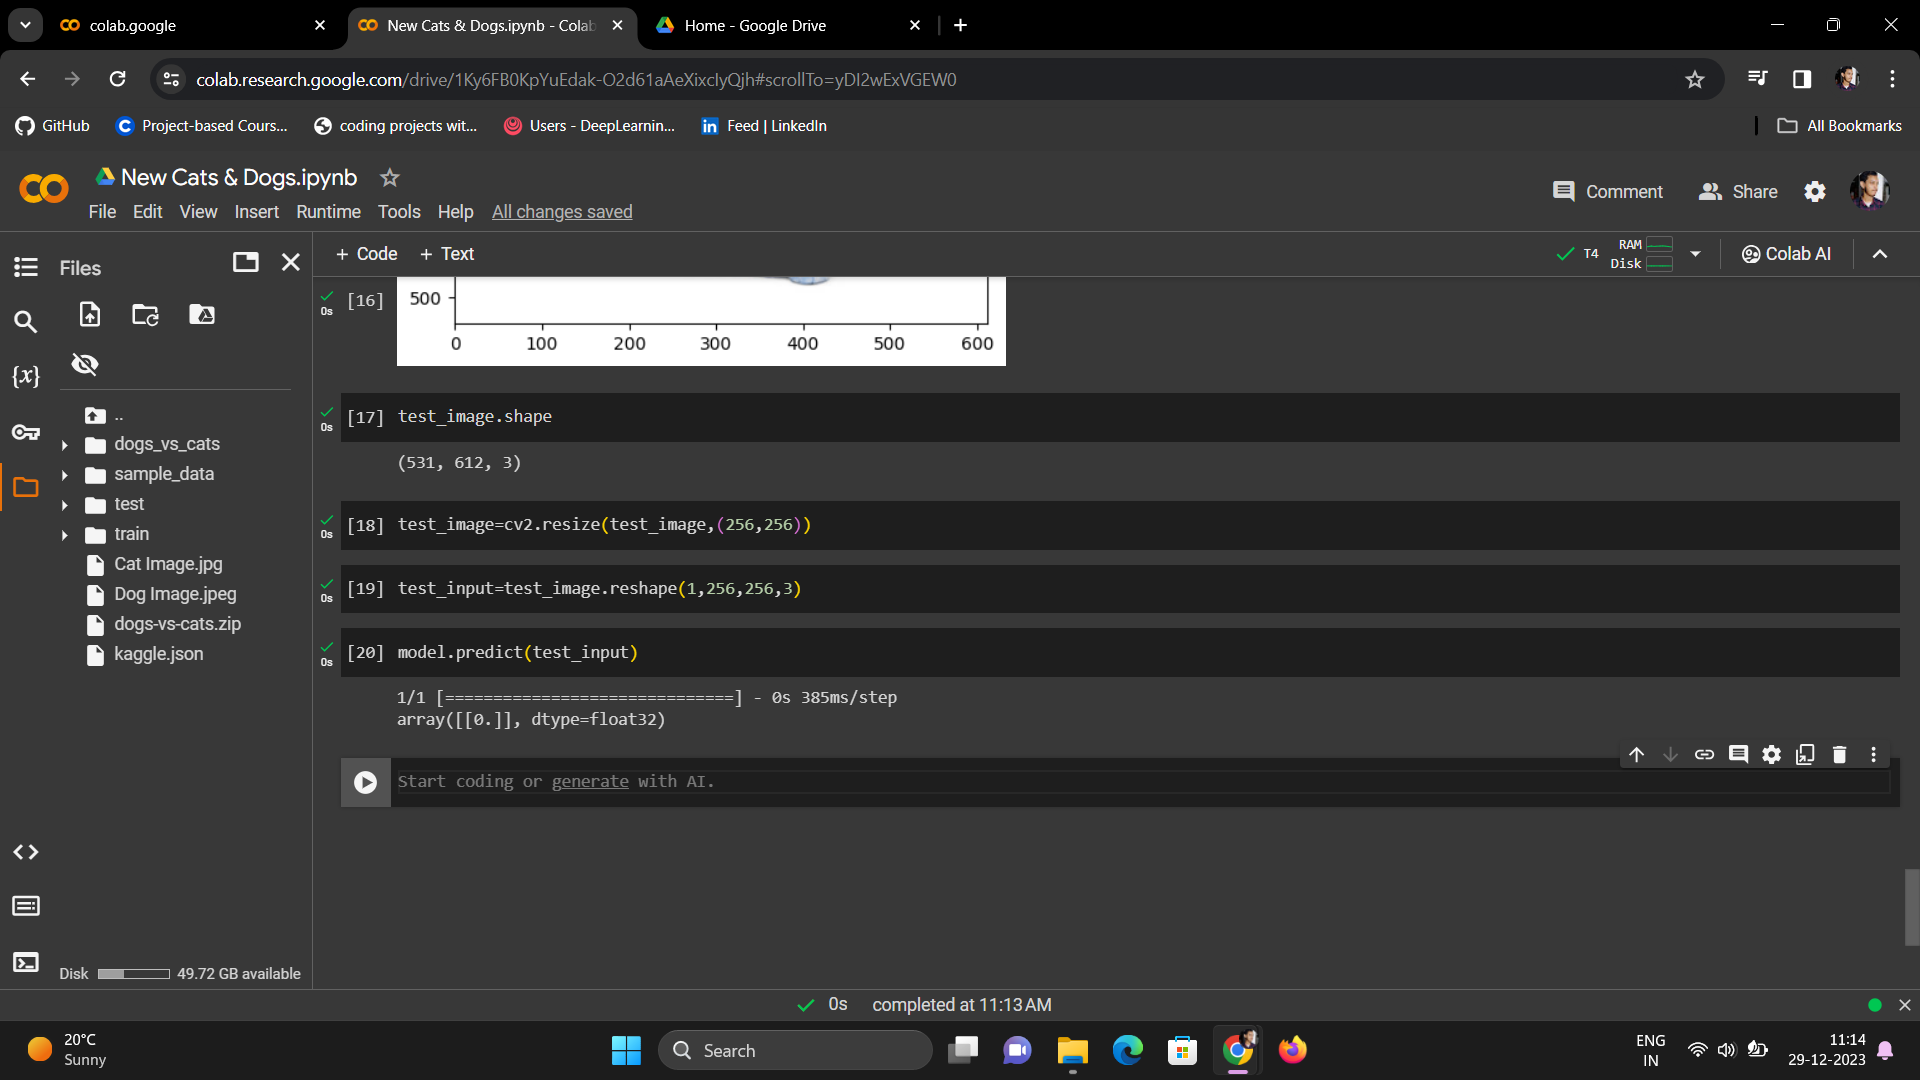 colab.google
New Cats & Dogs.ipynb - Colab
Home - Google Drive
colab.research.google.com/drive/1Ky6FB0KpYuEdak-O2d61aAeXixclyQjh#scrollTo=yDI2wExVGEW0
GitHub
Project-based Cours...
coding projects wit...
Users - DeepLearnin...
Feed | LinkedIn
All Bookmarks
New Cats & Dogs.ipynb
Comment
Share
File Edit View Insert Runtime Tools Help All changes saved
Files
+ Code + Text
T4
RAM
Disk
Colab AI
{x}
..
dogs_vs_cats
sample_data
test
train
Cat Image.jpg
Dog Image.jpeg
dogs-vs-cats.zip
kaggle.json
Disk
49.72 GB available
0s
[16]
500
0 100 200 300 400 500 600
0s
[17] test_image.shape
(531, 612, 3)
0s
[18] test_image=cv2.resize(test_image,(256,256))
0s
[19] test_input=test_image.reshape(1,256,256,3)
0s
[20] model.predict(test_input)
1/1 [==============================] - 0s 385ms/step
array([[0.]], dtype=float32)
Start coding or generate with AI.
0s completed at 11:13 AM
20°C
Sunny
Search
in
ENG
IN
11:14
29-12-2023